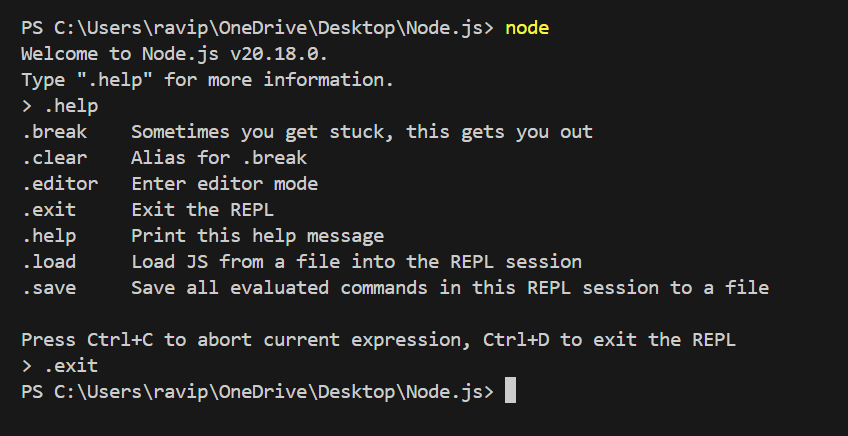 PS C:\Users\ravip\OneDrive\Desktop\Node.js> node
Welcome to Node.js v20.18.0.
Type ".help" for more information.
> .help
.break    Sometimes you get stuck, this gets you out
.clear    Alias for .break
.editor   Enter editor mode
.exit     Exit the REPL
.help     Print this help message
.load     Load JS from a file into the REPL session
.save     Save all evaluated commands in this REPL session to a file

Press Ctrl+C to abort current expression, Ctrl+D to exit the REPL
> .exit
PS C:\Users\ravip\OneDrive\Desktop\Node.js>